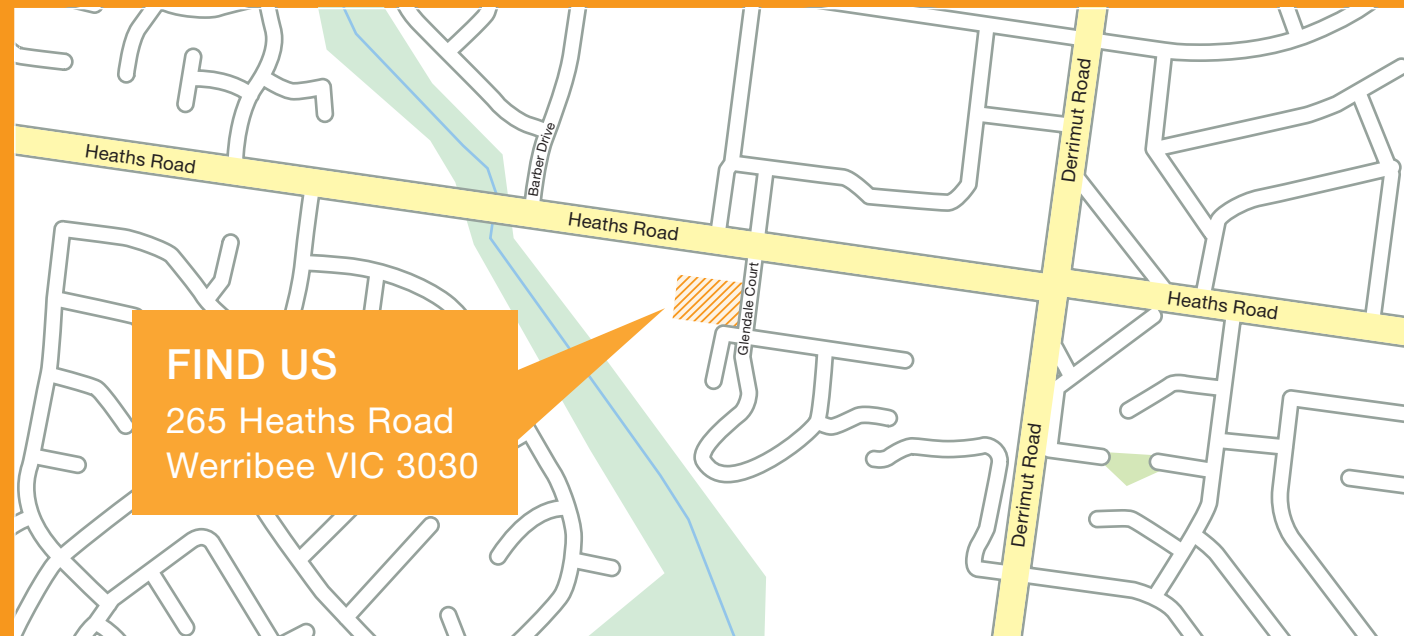 Derrimut Road
Barber Drive
Heaths Road
Heaths Road
Glendale Court
Heaths Road
FIND US
265 Heaths Road
Werribee VIC 3030
Derrimut Road